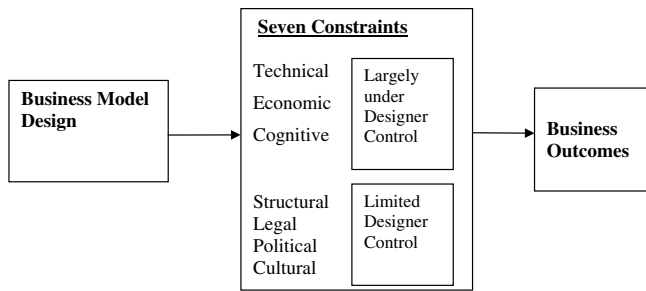 Business Model
Design
Seven Constraints
Technical
Economic
Cognitive
Largely
under
Designer
Control
Structural
Legal
Political
Cultural
Limited
Designer
Control
Business
Outcomes